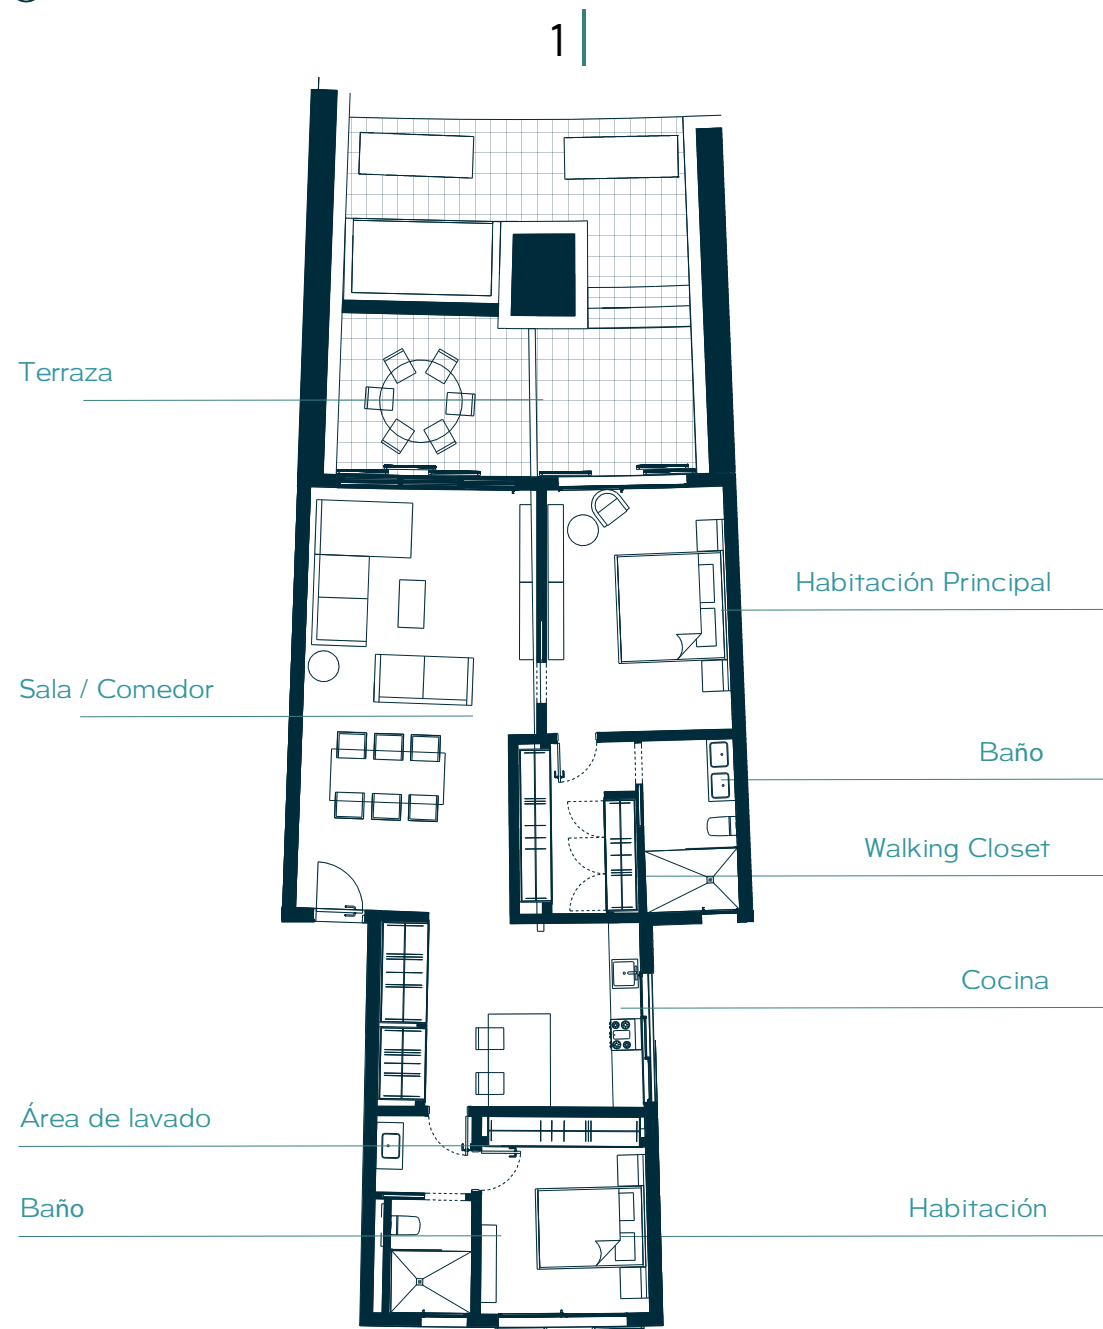 1
Terraza
Habitación Principal
Sala / Comedor
Baño
Walking Closet
Cocina
Área de lavado
Baño
Habitación